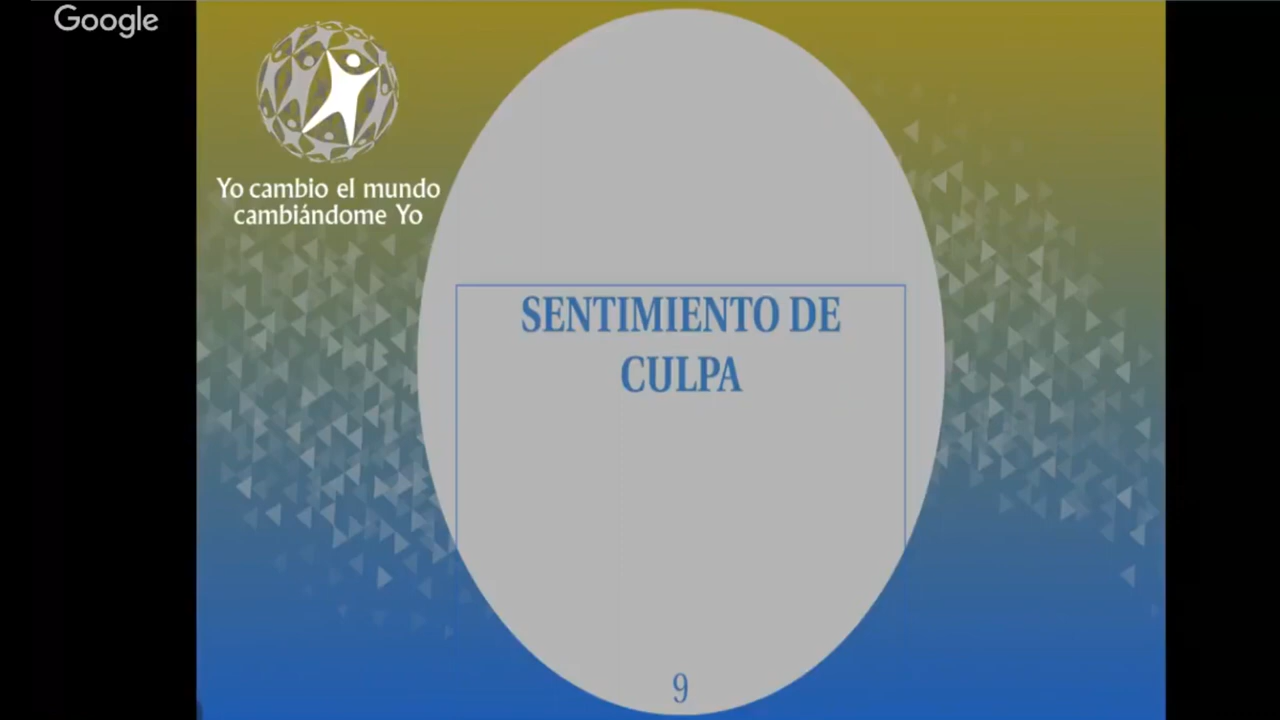 Google
Yo cambio el mundo
cambiándome Yo
SENTIMIENTO DE
CULPA
9